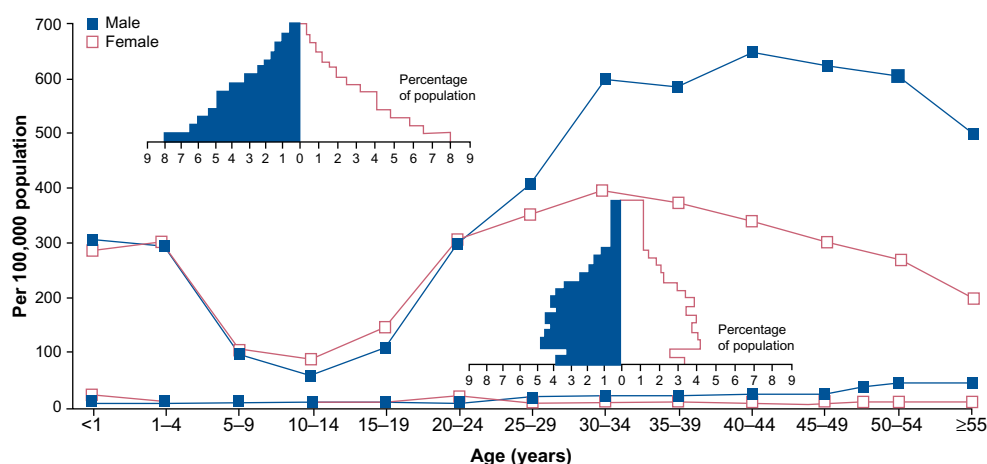 700
Male
Female
600
Percentage
of population
500
9 8 7 6 5 4 3 2 1 0 1 2 3 4 5 6 7 8 9
400
300
200
Percentage
of population
100
9 8 7 6 5 4 3 2 1 0 1 2 3 4 5 6 7 8 9
0
Per 100,000 population
<1 1–4 5–9 10–14 15–19 20–24 25–29 30–34 35–39 40–44 45–49 50–54 ≥55
Age (years)